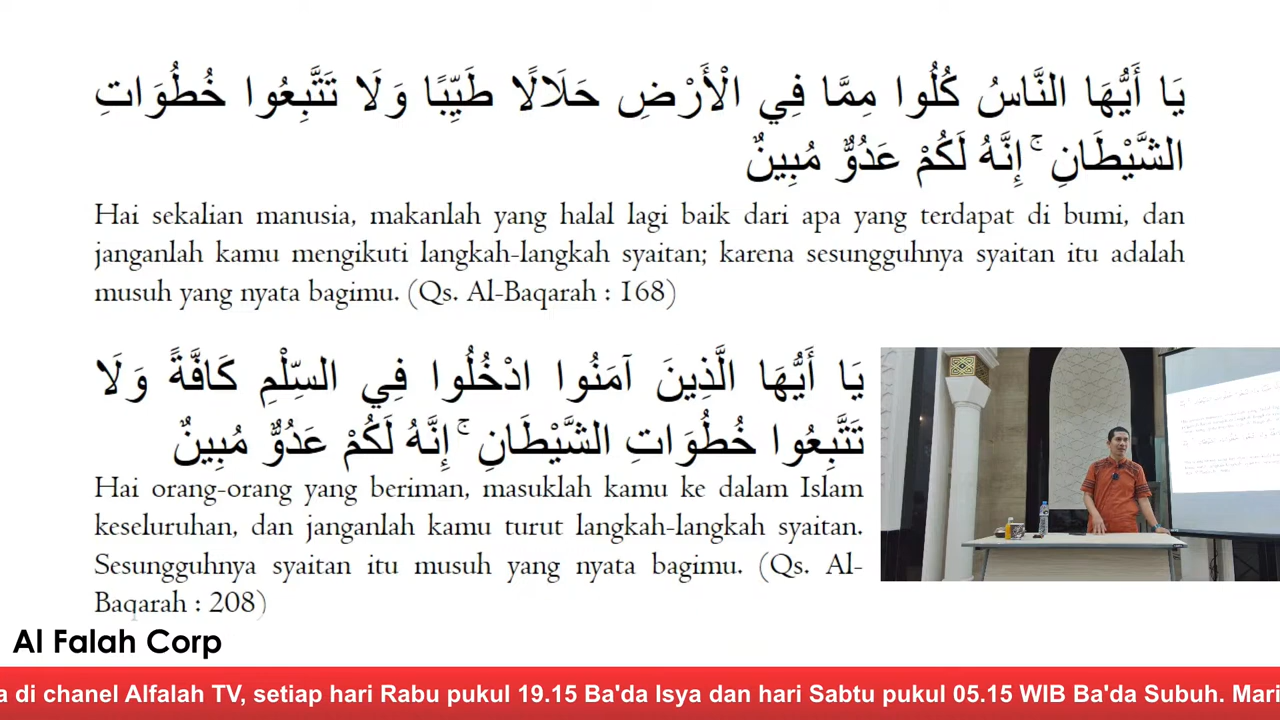 يَا أَيُّهَا النَّاسُ كُلُوا مِمَّا فِي الْأَرْضِ حَلَالًا طَيِّبًا وَلَا تَتَّبِعُوا خُطُوَاتِ
الشَّيْطَانِ ۚ إِنَّهُ لَكُمْ عَدُوٌّ مُبِينٌ
Hai sekalian manusia, makanlah yang halal lagi baik dari apa yang terdapat di bumi, dan
janganlah kamu mengikuti langkah-langkah syaitan; karena sesungguhnya syaitan itu adalah
musuh yang nyata bagimu. (Qs. Al-Baqarah : 168)
يَا أَيُّهَا الَّذِينَ آمَنُوا ادْخُلُوا فِي السِّلْمِ كَافَّةً وَلَا
تَتَّبِعُوا خُطُوَاتِ الشَّيْطَانِ ۚ إِنَّهُ لَكُمْ عَدُوٌّ مُبِينٌ
Hai orang-orang yang beriman, masuklah kamu ke dalam Islam
keseluruhan, dan janganlah kamu turut langkah-langkah syaitan.
Sesungguhnya syaitan itu musuh yang nyata bagimu. (Qs. Al-
Baqarah : 208)
Al Falah Corp
a di chanel Alfalah TV, setiap hari Rabu pukul 19.15 Ba'da Isya dan hari Sabtu pukul 05.15 WIB Ba'da Subuh. Mari